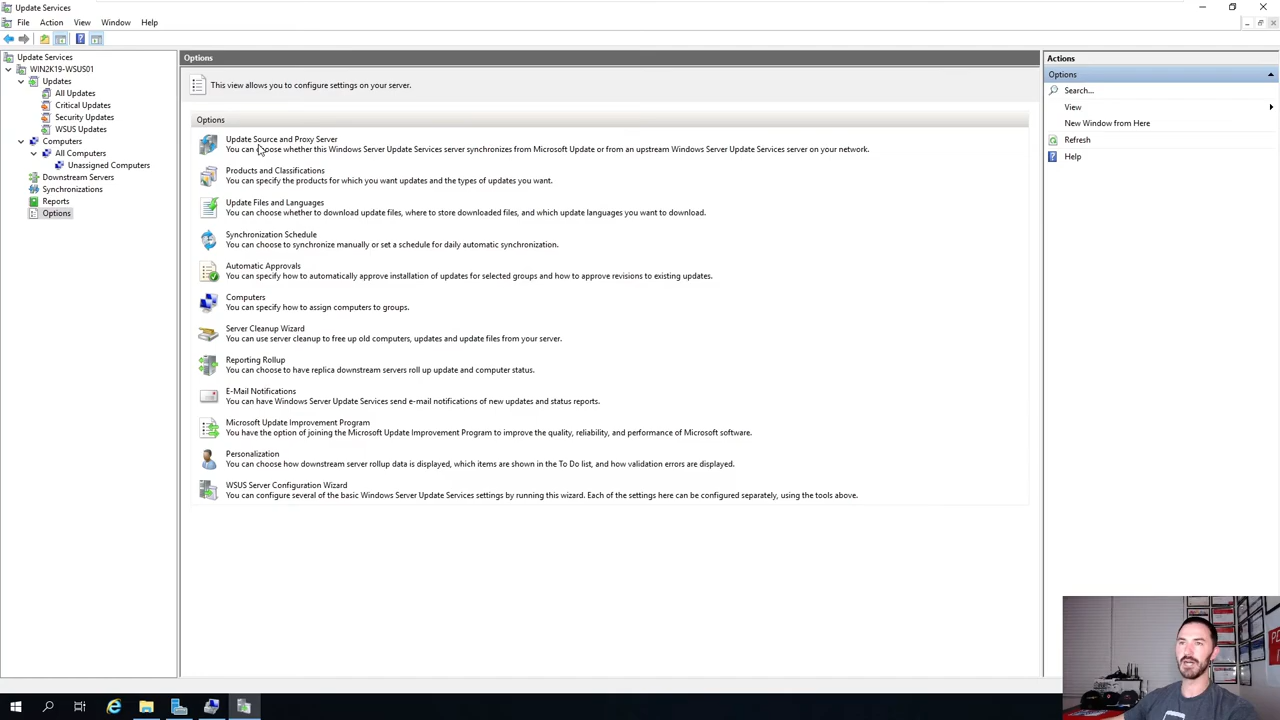 Update Services
File Action View Window Help
Update Services
WIN2K19-WSUS01
Updates
All Updates
Critical Updates
Security Updates
WSUS Updates
Computers
All Computers
Unassigned Computers
Downstream Servers
Synchronizations
Reports
Options
Options
This view allows you to configure settings on your server.
Options
Update Source and Proxy Server
You can choose whether this Windows Server Update Services server synchronizes from Microsoft Update or from an upstream Windows Server Update Services server on your network.
Products and Classifications
You can specify the products for which you want updates and the types of updates you want.
Update Files and Languages
You can choose whether to download update files, where to store downloaded files, and which update languages you want to download.
Synchronization Schedule
You can choose to synchronize manually or set a schedule for daily automatic synchronization.
Automatic Approvals
You can specify how to automatically approve installation of updates for selected groups and how to approve revisions to existing updates.
Computers
You can specify how to assign computers to groups.
Server Cleanup Wizard
You can use server cleanup to free up old computers, updates and update files from your server.
Reporting Rollup
You can choose to have replica downstream servers roll up update and computer status.
E-Mail Notifications
You can have Windows Server Update Services send e-mail notifications of new updates and status reports.
Microsoft Update Improvement Program
You have the option of joining the Microsoft Update Improvement Program to improve the quality, reliability, and performance of Microsoft software.
Personalization
You can choose how downstream server rollup data is displayed, which items are shown in the To Do list, and how validation errors are displayed.
WSUS Server Configuration Wizard
You can configure several of the basic Windows Server Update Services settings by running this wizard. Each of the settings here can be configured separately, using the tools above.
Actions
Options
Search...
View
New Window from Here
Refresh
Help